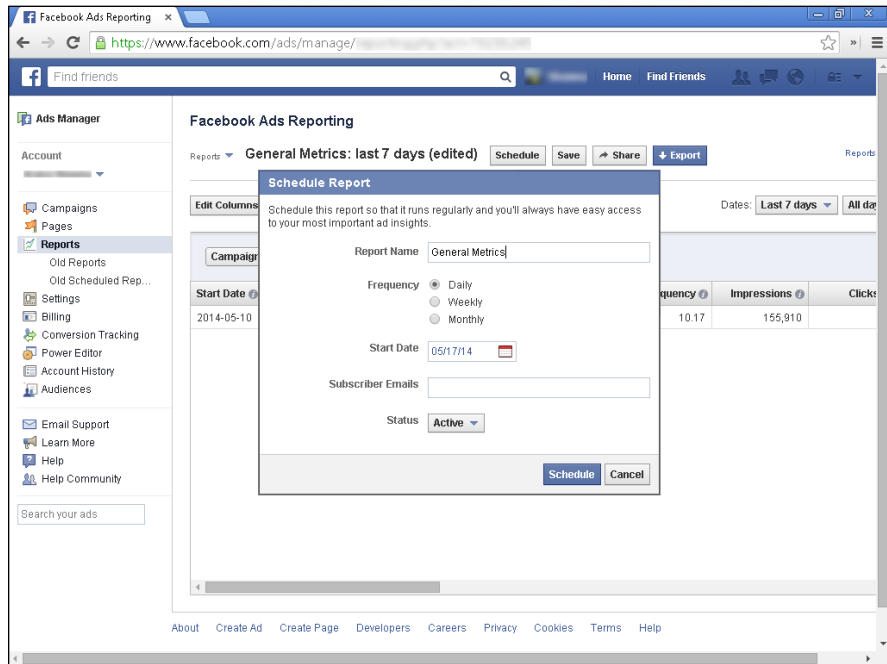 Facebook Ads Reporting
https://www.facebook.com/ads/manage/
Find friends
Home Find Friends
Ads Manager
Account
Campaigns
Pages
Reports
Old Reports
Old Scheduled Rep...
Settings
Billing
Conversion Tracking
Power Editor
Account History
Audiences
Email Support
Learn More
Help
Help Community
Search your ads
Facebook Ads Reporting
Reports General Metrics: last 7 days (edited) Schedule Save Share Export Reports
Edit Columns Dates: Last 7 days All day
Campaign
Start Date quency Impressions Clicks
2014-05-10 10.17 155,910
Schedule Report
Schedule this report so that it runs regularly and you'll always have easy access
to your most important ad insights.
Report Name General Metrics
Frequency Daily
Weekly
Monthly
Start Date 05/17/14
Subscriber Emails
Status Active
Schedule Cancel
About Create Ad Create Page Developers Careers Privacy Cookies Terms Help